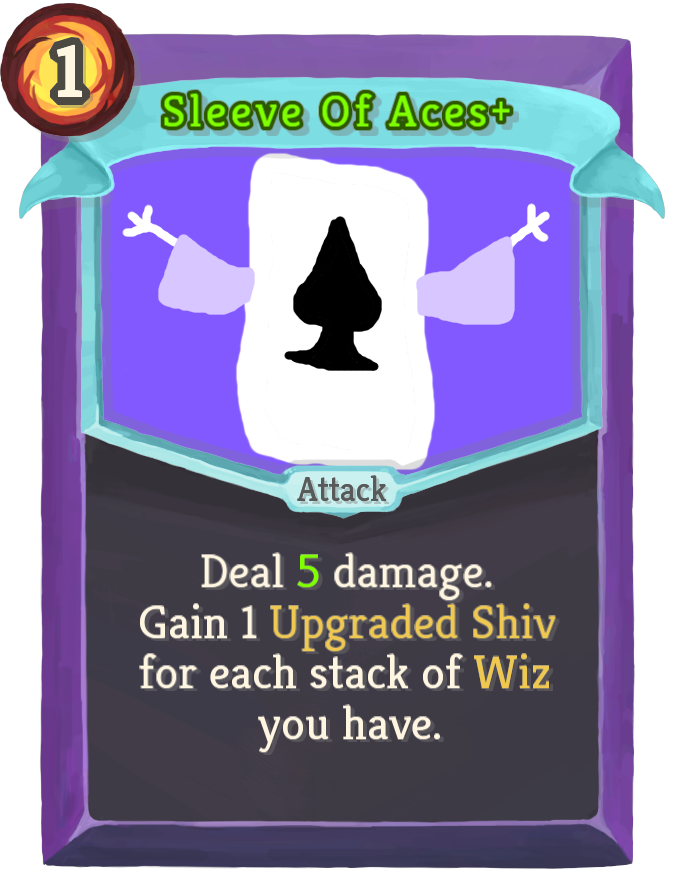 1
Sleeve Of Aces+
Attack
Deal 5 damage.
Gain 1 Upgraded Shiv
for each stack of Wiz
you have.